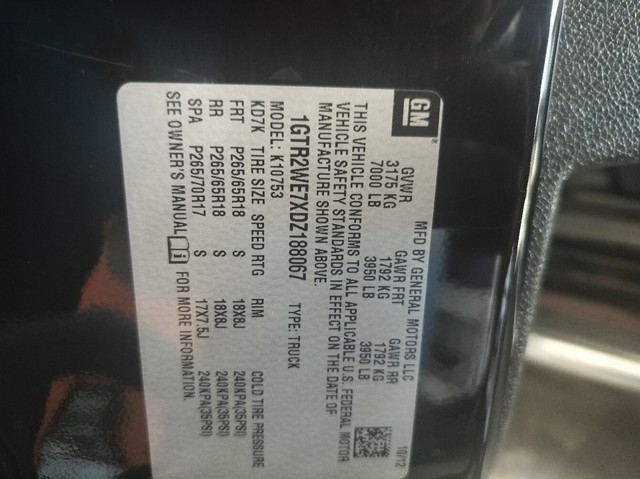 GM®
MFD BY GENERAL MOTORS LLC 10/12
GVWR GAWR FRT GAWR RR
3175 KG 1792 KG 1792 KG
7000 LB 3950 LB 3950 LB
THIS VEHICLE CONFORMS TO ALL APPLICABLE U.S. FEDERAL MOTOR
VEHICLE SAFETY STANDARDS IN EFFECT ON THE DATE OF
MANUFACTURE SHOWN ABOVE.
1GTR2WE7XDZ188067 TYPE: TRUCK
MODEL: K10753
KD7K TIRE SIZE SPEED RTG RIM COLD TIRE PRESSURE
FRT P265/65R18 S 18X8J 240KPA(35PSI)
RR P265/65R18 S 18X8J 240KPA(35PSI)
SPA P265/70R17 S 17X7.5J 240KPA(35PSI)
SEE OWNER'S MANUAL i FOR MORE INFORMATION.